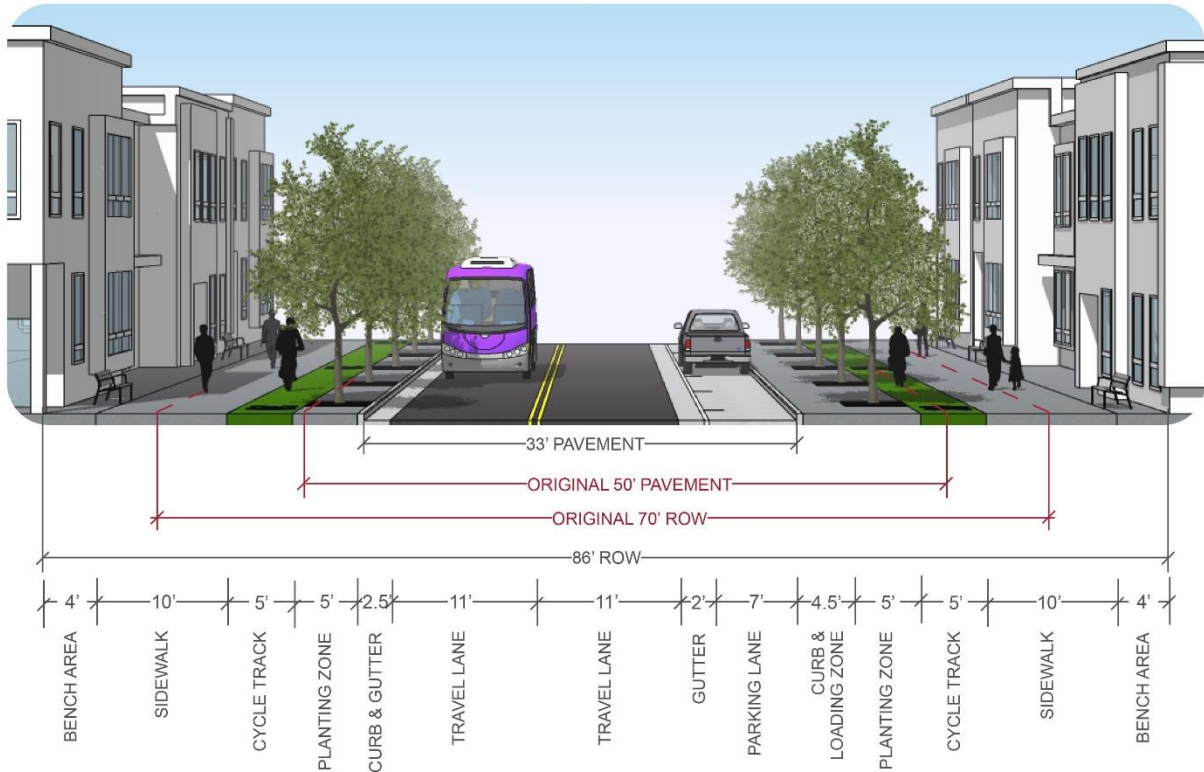 33' PAVEMENT
ORIGINAL 50' PAVEMENT
ORIGINAL 70' ROW
86' ROW
4' 10' 5' 5' 2.5' 11' 11' 2' 7' 4.5' 5' 5' 10' 4'
BENCH AREA
SIDEWALK
CYCLE TRACK
PLANTING ZONE
CURB & GUTTER
TRAVEL LANE
TRAVEL LANE
GUTTER
PARKING LANE
CURB &
LOADING ZONE
PLANTING ZONE
CYCLE TRACK
SIDEWALK
BENCH AREA